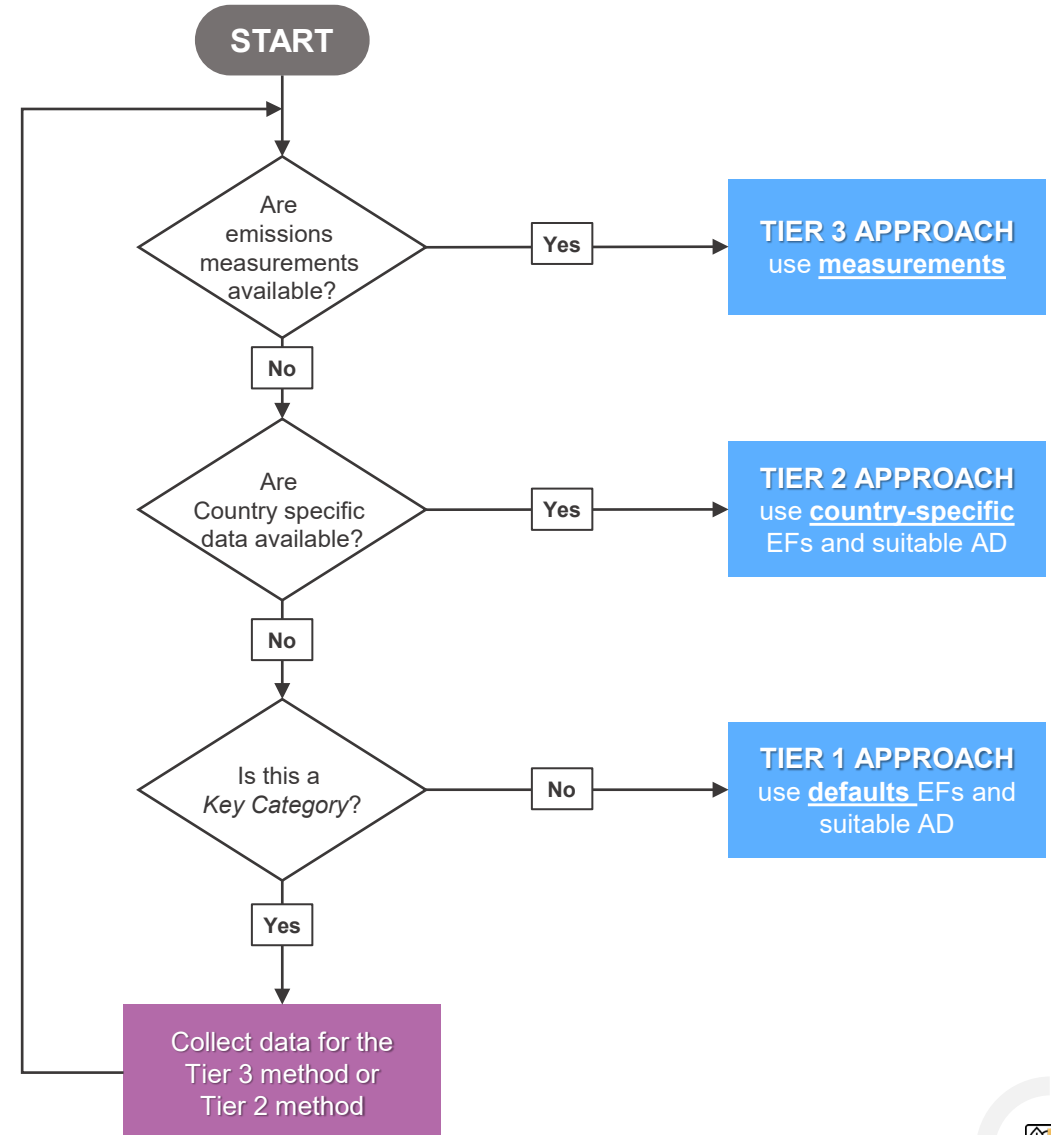 START
Are
emissions
measurements
available?
Yes
TIER 3 APPROACH
use measurements
No
Are
Country specific
data available?
Yes
TIER 2 APPROACH
use country-specific
EFs and suitable AD
No
Is this a
Key Category?
No
TIER 1 APPROACH
use defaults EFs and
suitable AD
Yes
Collect data for the
Tier 3 method or
Tier 2 method